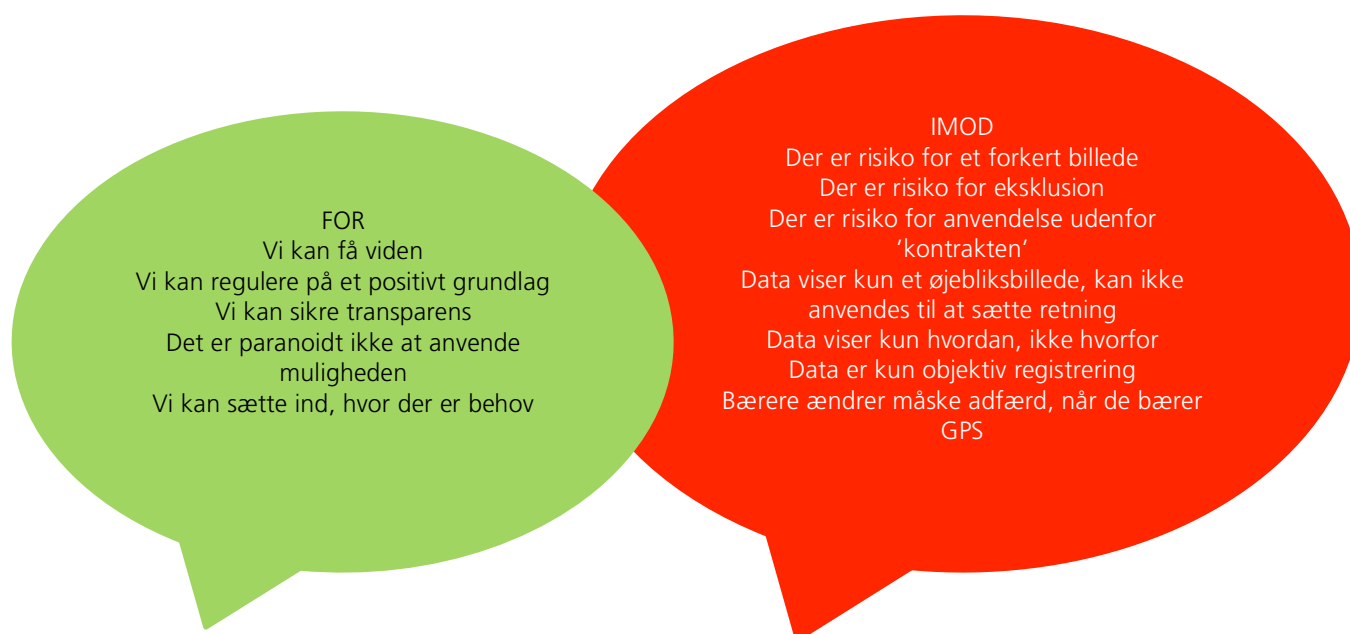 FOR
Vi kan få viden
Vi kan regulere på et positivt grundlag
Vi kan sikre transparens
Det er paranoidt ikke at anvende
muligheden
Vi kan sætte ind, hvor der er behov
IMOD
Der er risiko for et forkert billede
Der er risiko for eksklusion
Der er risiko for anvendelse udenfor
’kontrakten’
Data viser kun et øjebliksbillede, kan ikke
anvendes til at sætte retning
Data viser kun hvordan, ikke hvorfor
Data er kun objektiv registrering
Bærere ændrer måske adfærd, når de bærer
GPS